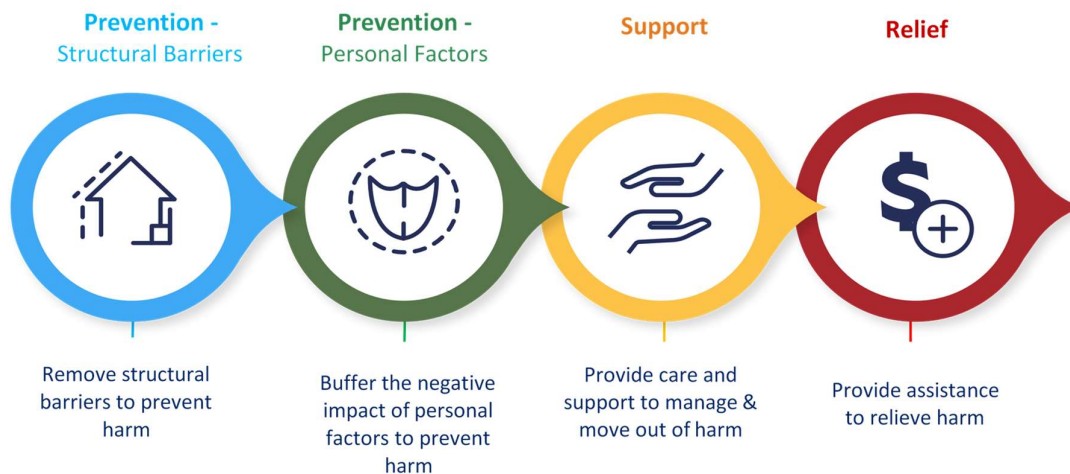 Prevention -
Structural Barriers
Prevention -
Personal Factors
Support
Relief
$
Remove structural
barriers to prevent
harm
Buffer the negative
impact of personal
factors to prevent
harm
Provide care and
support to manage &
move out of harm
Provide assistance
to relieve harm